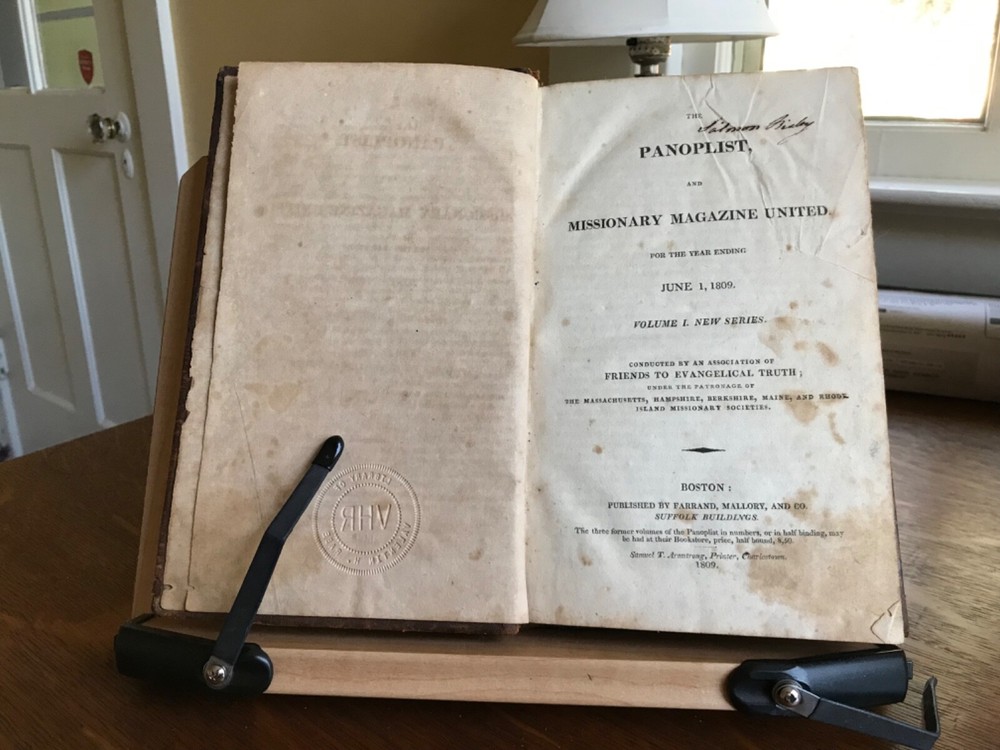 THE
Salmon Rixby
PANOPLIST,
AND
MISSIONARY MAGAZINE UNITED.
FOR THE YEAR ENDING
JUNE 1, 1809.
VOLUME I. NEW SERIES.
CONDUCTED BY AN ASSOCIATION OF
FRIENDS TO EVANGELICAL TRUTH;
UNDER THE PATRONAGE OF
THE MASSACHUSETTS, HAMPSHIRE, BERKSHIRE, MAINE, AND RHODE
ISLAND MISSIONARY SOCIETIES.
BOSTON:
PUBLISHED BY FARRAND, MALLORY, AND CO.
SUFFOLK BUILDINGS.
The three former volumes of the Panoplist in numbers, or in half binding, may
be had at their Bookstore, price, half bound,
Samuel T. Armstrong, Printer, Charlestown.
1809.
LIBRARY OF
AHV